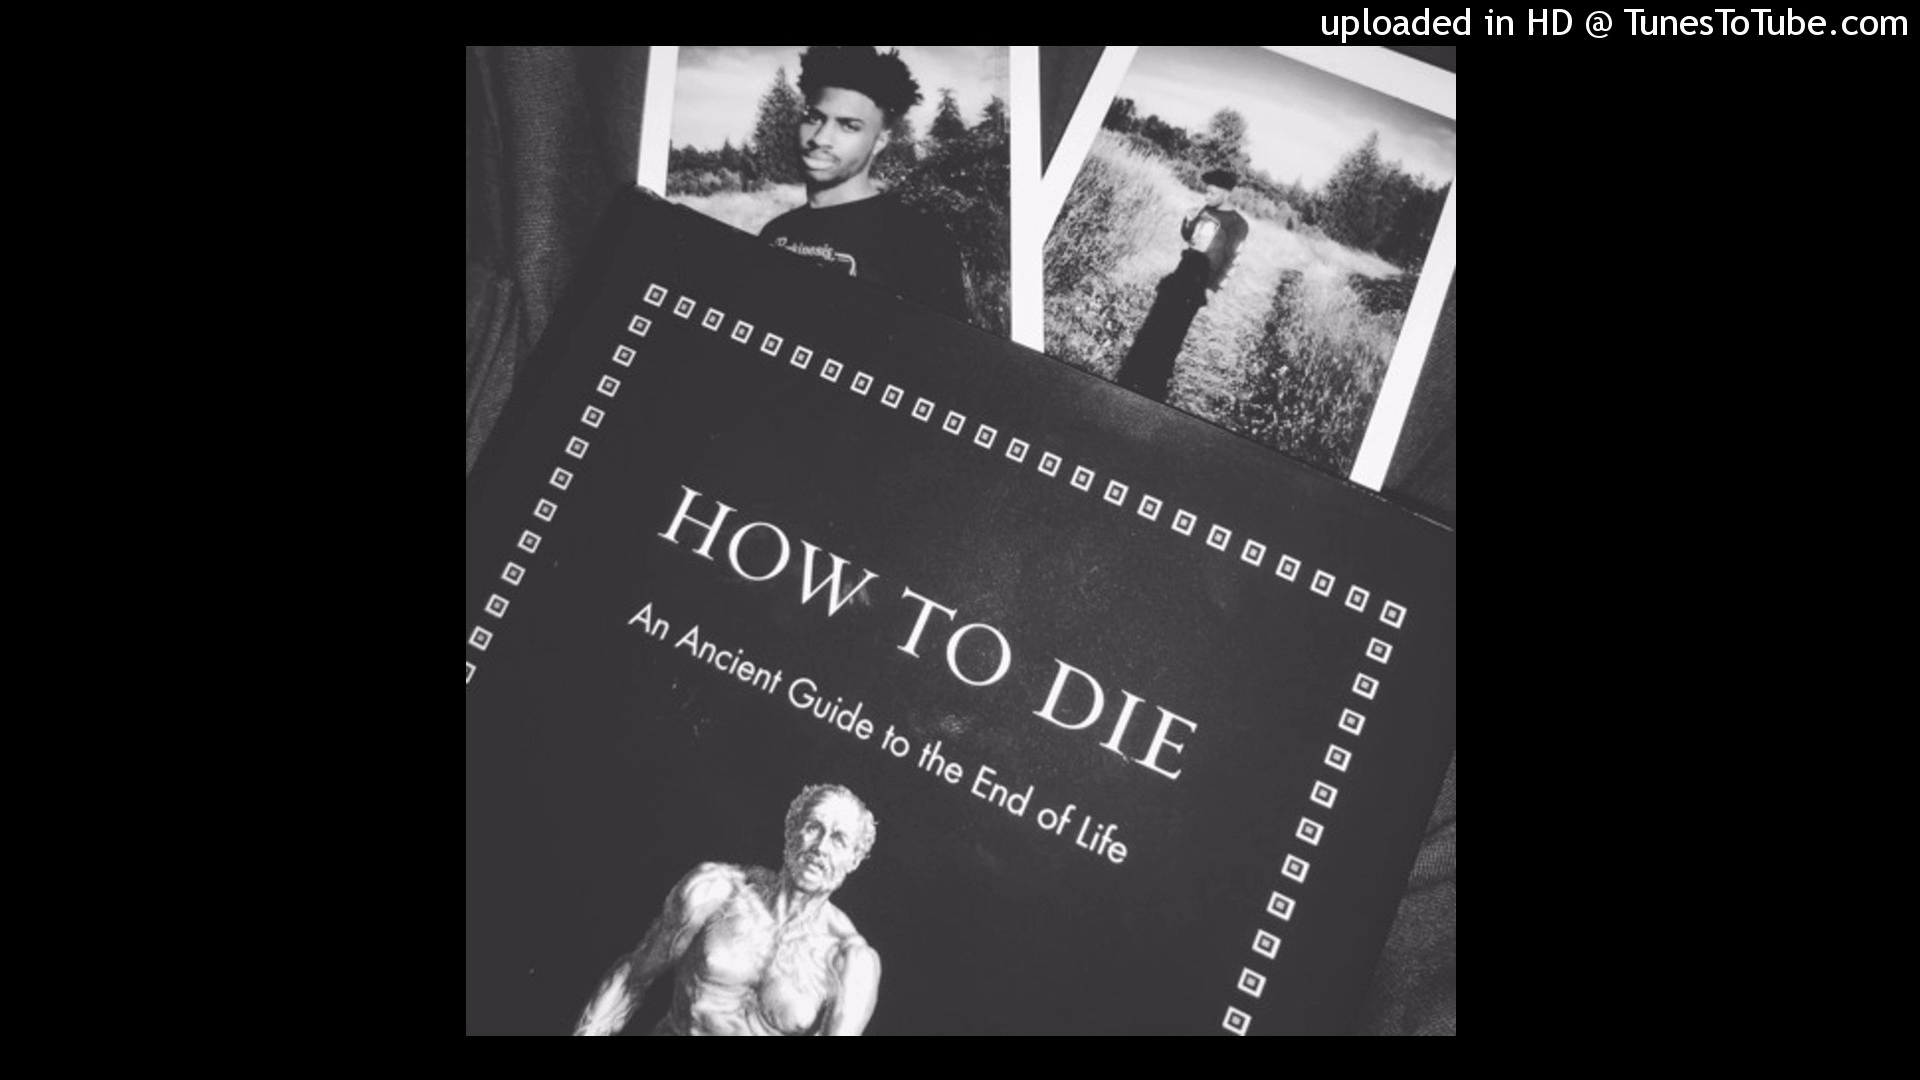 uploaded in HD @ TunesToTube.com
HOW TO DIE
An Ancient Guide to the End of Life